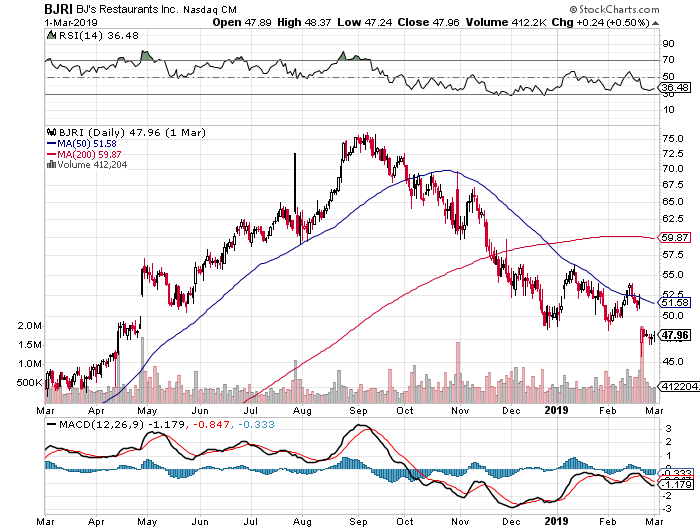 BJRI BJ's Restaurants Inc. Nasdaq CM © StockCharts.com
1-Mar-2019 Open 47.89 High 48.37 Low 47.24 Close 47.96 Volume 412.2K Chg +0.24 (+0.50%)
RSI(14) 36.48
90
70
50
36.48
30
10
BJRI (Daily) 47.96 (1 Mar)
MA(50) 51.58
MA(200) 59.87
Volume 412,204
75.0
72.5
70.0
67.5
65.0
62.5
59.87
57.5
55.0
52.5
51.58
50.0
47.96
45.0
2.0M
1.5M
1.0M
500K
412204
Mar Apr May Jun Jul Aug Sep Oct Nov Dec 2019 Feb Mar
MACD(12,26,9) -1.179, -0.847, -0.333
3
2
1
-0.333
-1.179
-2
-3
Mar Apr May Jun Jul Aug Sep Oct Nov Dec 2019 Feb Mar